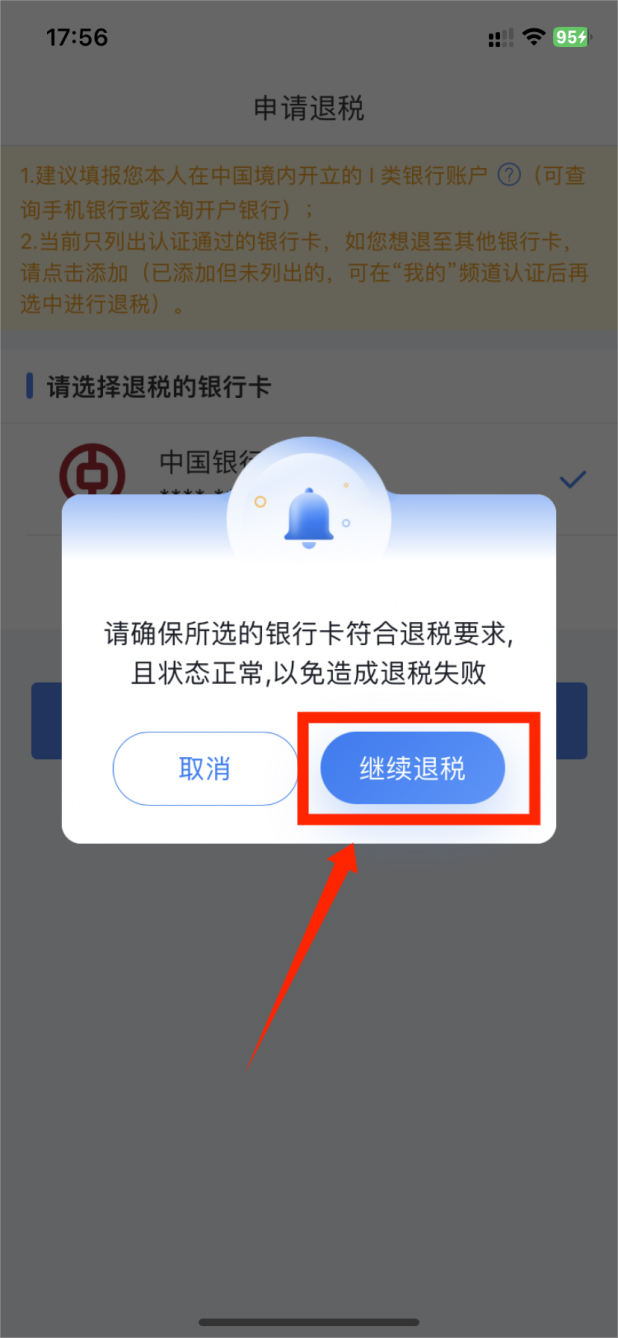 17:56
95
申请退税
1.建议填报您本人在中国境内开立的 I 类银行账户 ? （可查
询手机银行或咨询开户银行）；
2.当前只列出认证通过的银行卡，如您想退至其他银行卡，
请点击添加（已添加但未列出的，可在“我的”频道认证后再
选中进行退税）。
请选择退税的银行卡
中国银行
请确保所选的银行卡符合退税要求,
且状态正常,以免造成退税失败
取消
继续退税